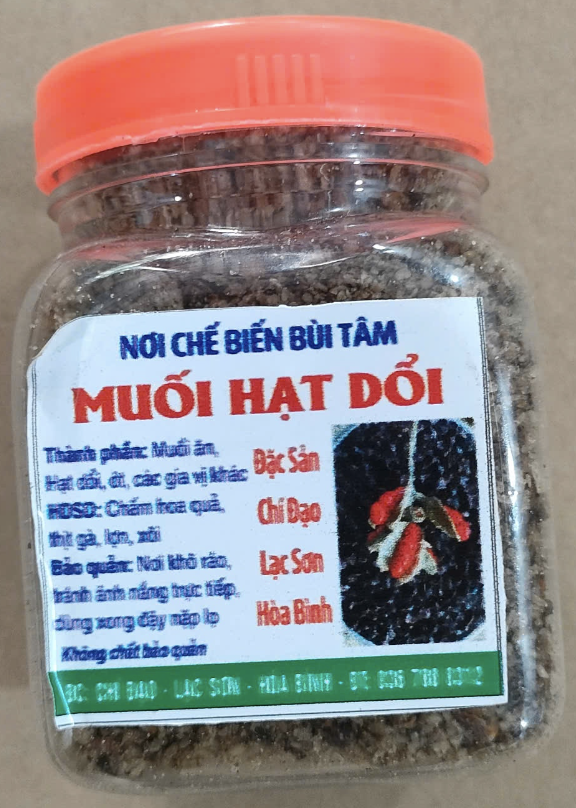 NƠI CHẾ BIẾN BÙI TÂM
MUỐI HẠT DỔI
Thành phần: Muối ăn,
Hạt dổi, ớt, các gia vị khác
HDSD: Chấm hoa quả,
thịt gà, lợn, xôi
Bảo quản: Nơi khô ráo,
tránh ánh nắng trực tiếp,
dùng xong đậy nắp lọ
Không chất bảo quản
Đặc Sản
Chí Đạo
Lạc Sơn
Hòa Bình
ĐC: CHÍ ĐẠO - LẠC SƠN - HÒA BÌNH - ĐT: